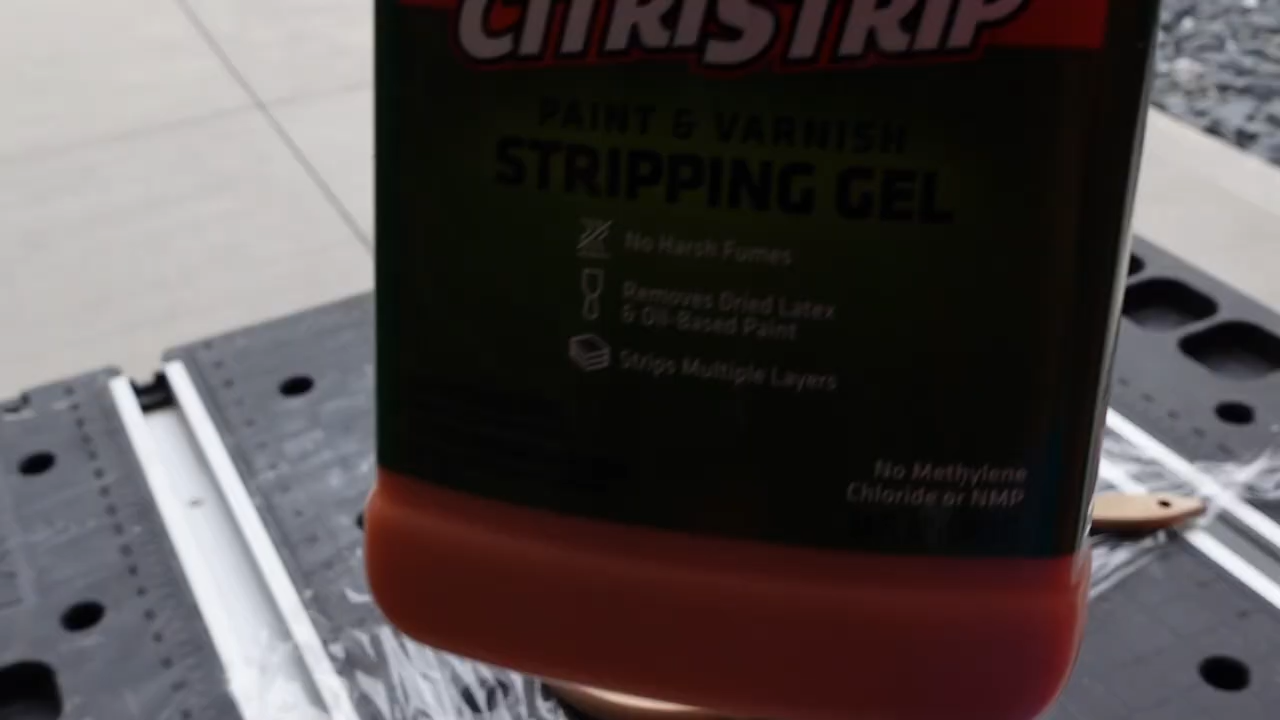 CITRISTRIP
PAINT & VARNISH
STRIPPING GEL
No Harsh Fumes
Removes Dried Latex
& Oil-Based Paint
Strips Multiple Layers
No Methylene
Chloride or NMP